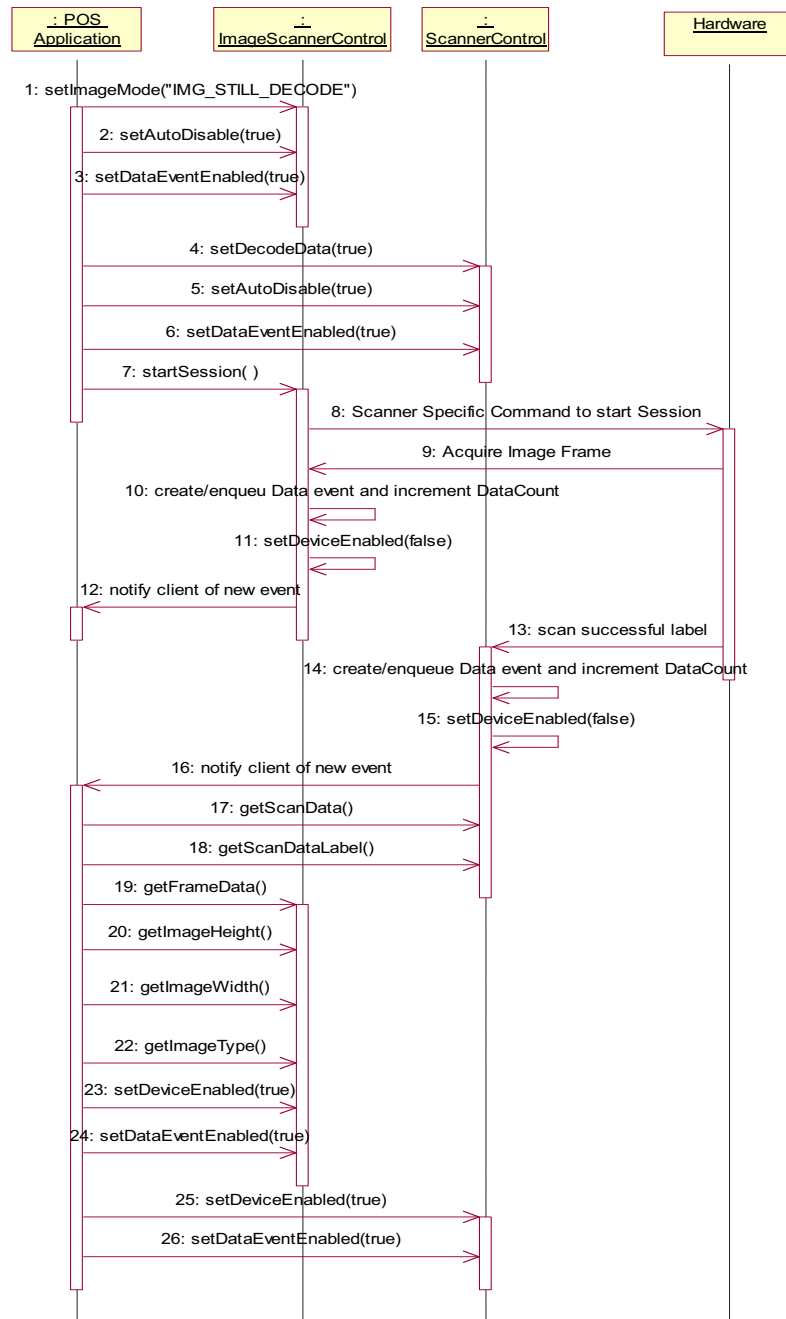 : POS
Application
:
ImageScannerControl
:
ScannerControl
Hardware
1: setImageMode("IMG_STILL_DECODE")
2: setAutoDisable(true)
3: setDataEventEnabled(true)
4: setDecodeData(true)
5: setAutoDisable(true)
6: setDataEventEnabled(true)
7: startSession( )
8: Scanner Specific Command to start Session
9: Acquire Image Frame
10: create/enqueu Data event and increment DataCount
11: setDeviceEnabled(false)
12: notify client of new event
13: scan successful label
14: create/enqueue Data event and increment DataCount
15: setDeviceEnabled(false)
16: notify client of new event
17: getScanData()
18: getScanDataLabel()
19: getFrameData()
20: getImageHeight()
21: getImageWidth()
22: getImageType()
23: setDeviceEnabled(true)
24: setDataEventEnabled(true)
25: setDeviceEnabled(true)
26: setDataEventEnabled(true)